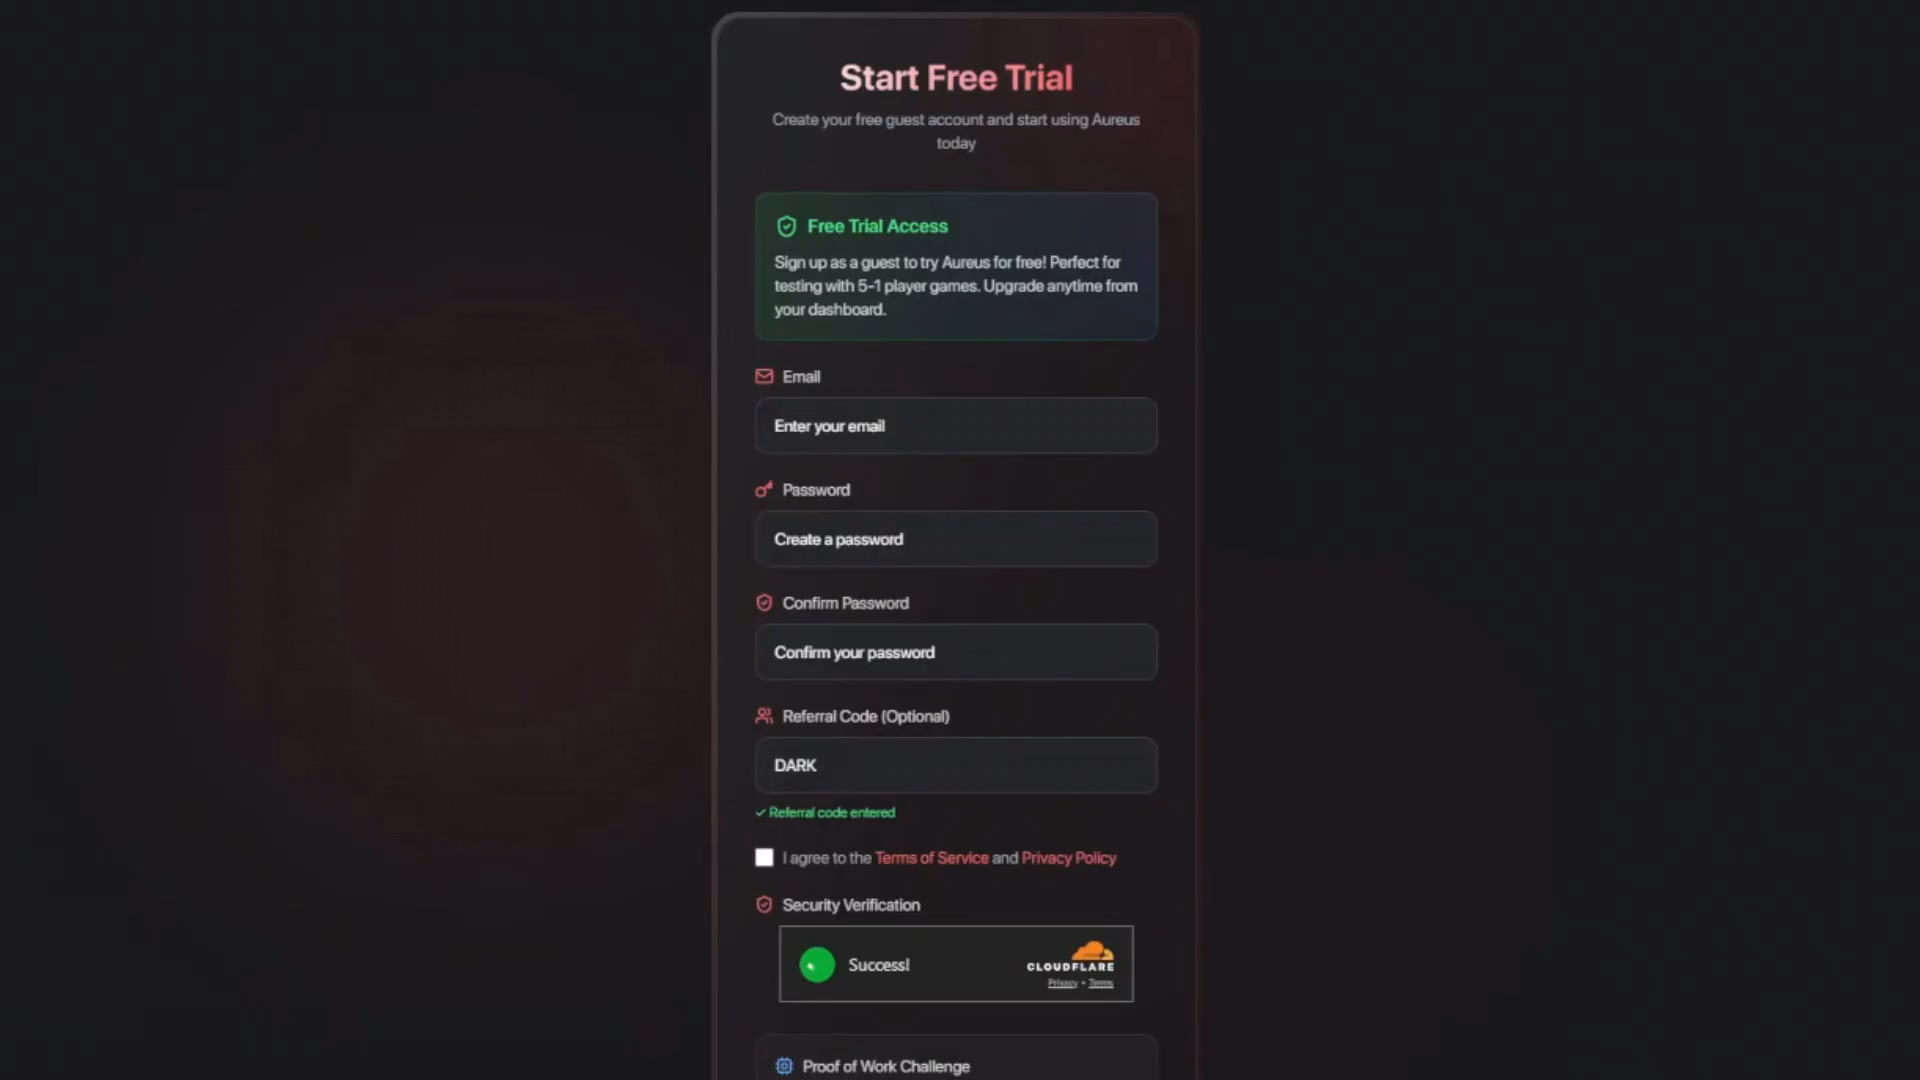 Start Free Trial
Create your free guest account and start using Aureus
today
Free Trial Access
Sign up as a guest to try Aureus for free! Perfect for
testing with 5-1 player games. Upgrade anytime from
your dashboard.
Email
Enter your email
Password
Create a password
Confirm Password
Confirm your password
Referral Code (Optional)
DARK
✓ Referral code entered
I agree to the Terms of Service and Privacy Policy
Security Verification
Success!
CLOUDFLARE
Privacy • Terms
Proof of Work Challenge